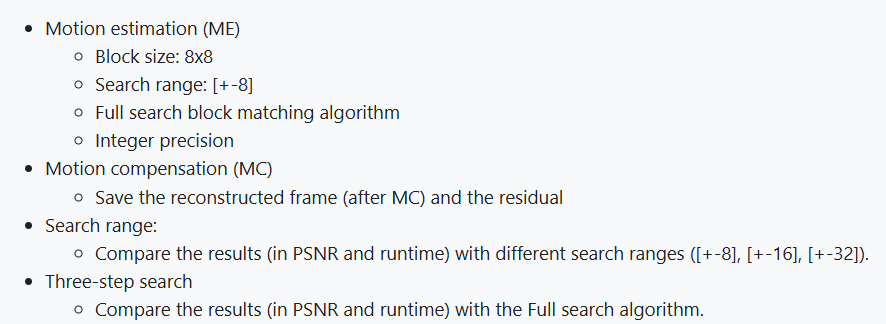 Motion estimation (ME)
Block size: 8x8
Search range: [+-8]
Full search block matching algorithm
Integer precision
Motion compensation (MC)
Save the reconstructed frame (after MC) and the residual
Search range:
Compare the results (in PSNR and runtime) with different search ranges ([+-8], [+-16], [+-32]).
Three-step search
Compare the results (in PSNR and runtime) with the Full search algorithm.